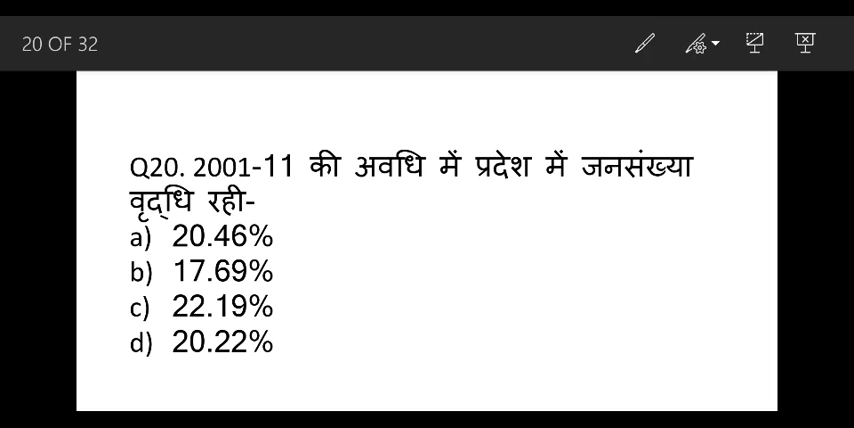 20 OF 32
Q20. 2001-11 की अवधि में प्रदेश में जनसंख्या
वृद्धि रही-
a) 20.46%
b) 17.69%
c) 22.19%
d) 20.22%